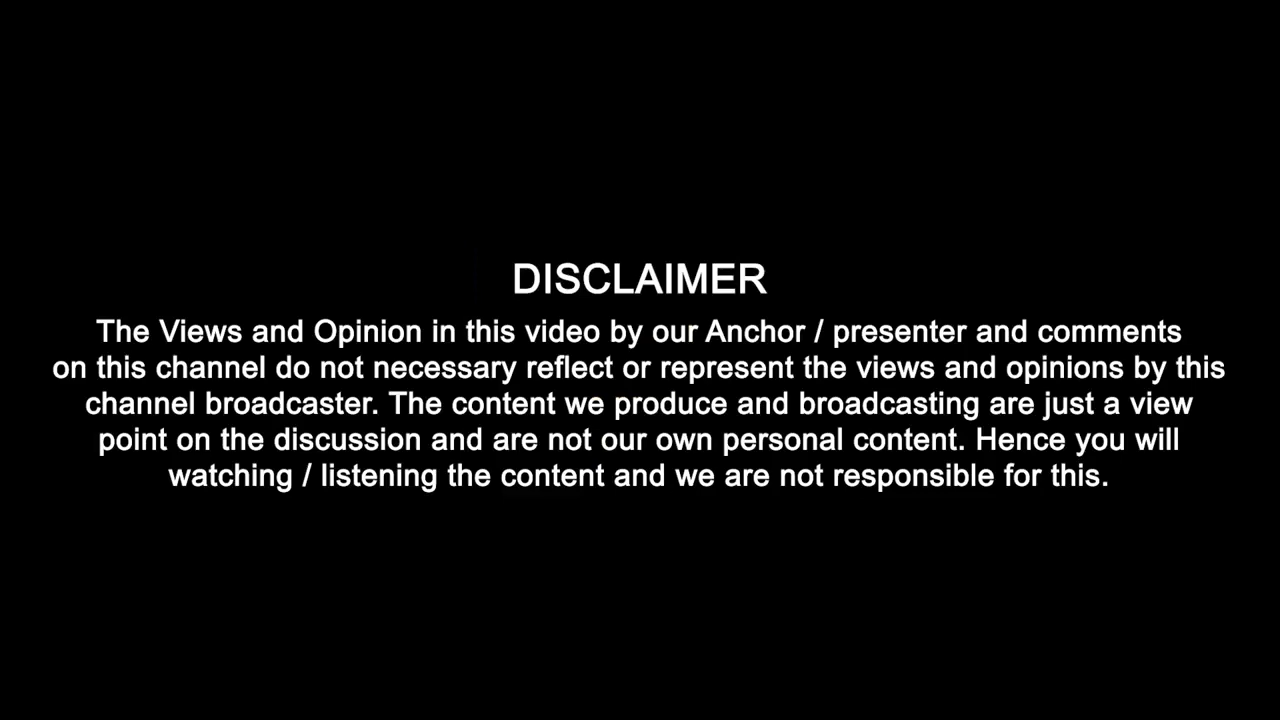 DISCLAIMER
The Views and Opinion in this video by our Anchor / presenter and comments
on this channel do not necessary reflect or represent the views and opinions by this
channel broadcaster. The content we produce and broadcasting are just a view
point on the discussion and are not our own personal content. Hence you will
watching / listening the content and we are not responsible for this.